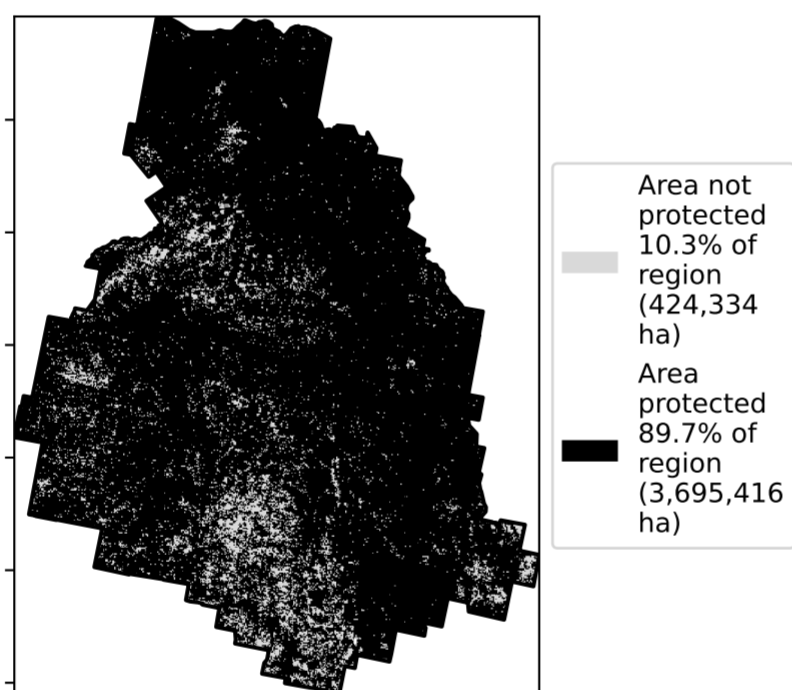 Area not
protected
10.3% of
region
(424,334
ha)
Area
protected
89.7% of
region
(3,695,416
ha)